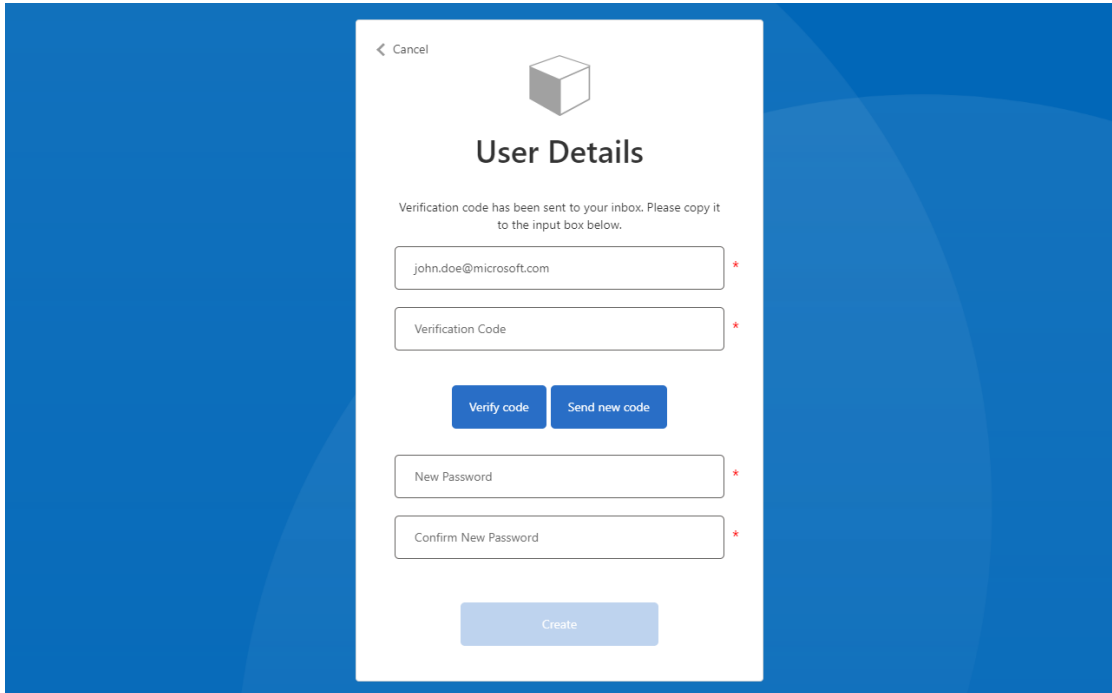 Cancel
User Details
Verification code has been sent to your inbox. Please copy it
to the input box below.
john.doe@microsoft.com
*
Verification Code
*
Verify code
Send new code
New Password
*
Confirm New Password
*
Create